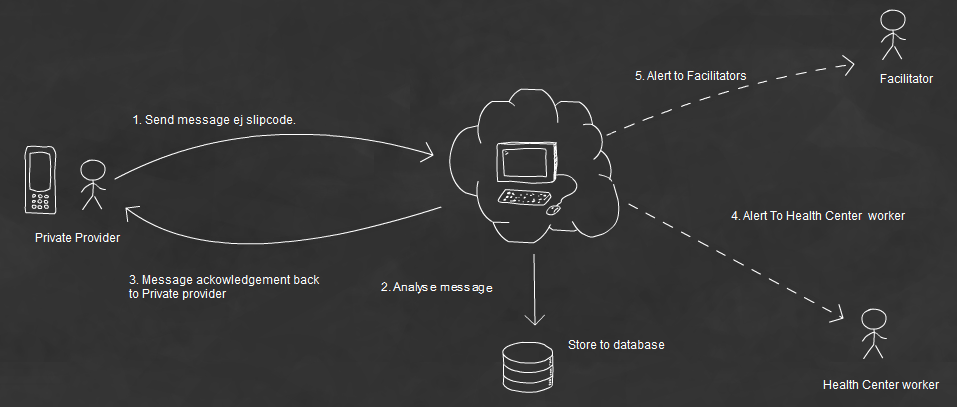 5. Alert to Facilitators
Facilitator
1. Send message ej slipcode.
4. Alert To Health Center worker
Private Provider
3. Message ackowledgement back
to Private provider
2. Analyse message
Store to database
Health Center worker